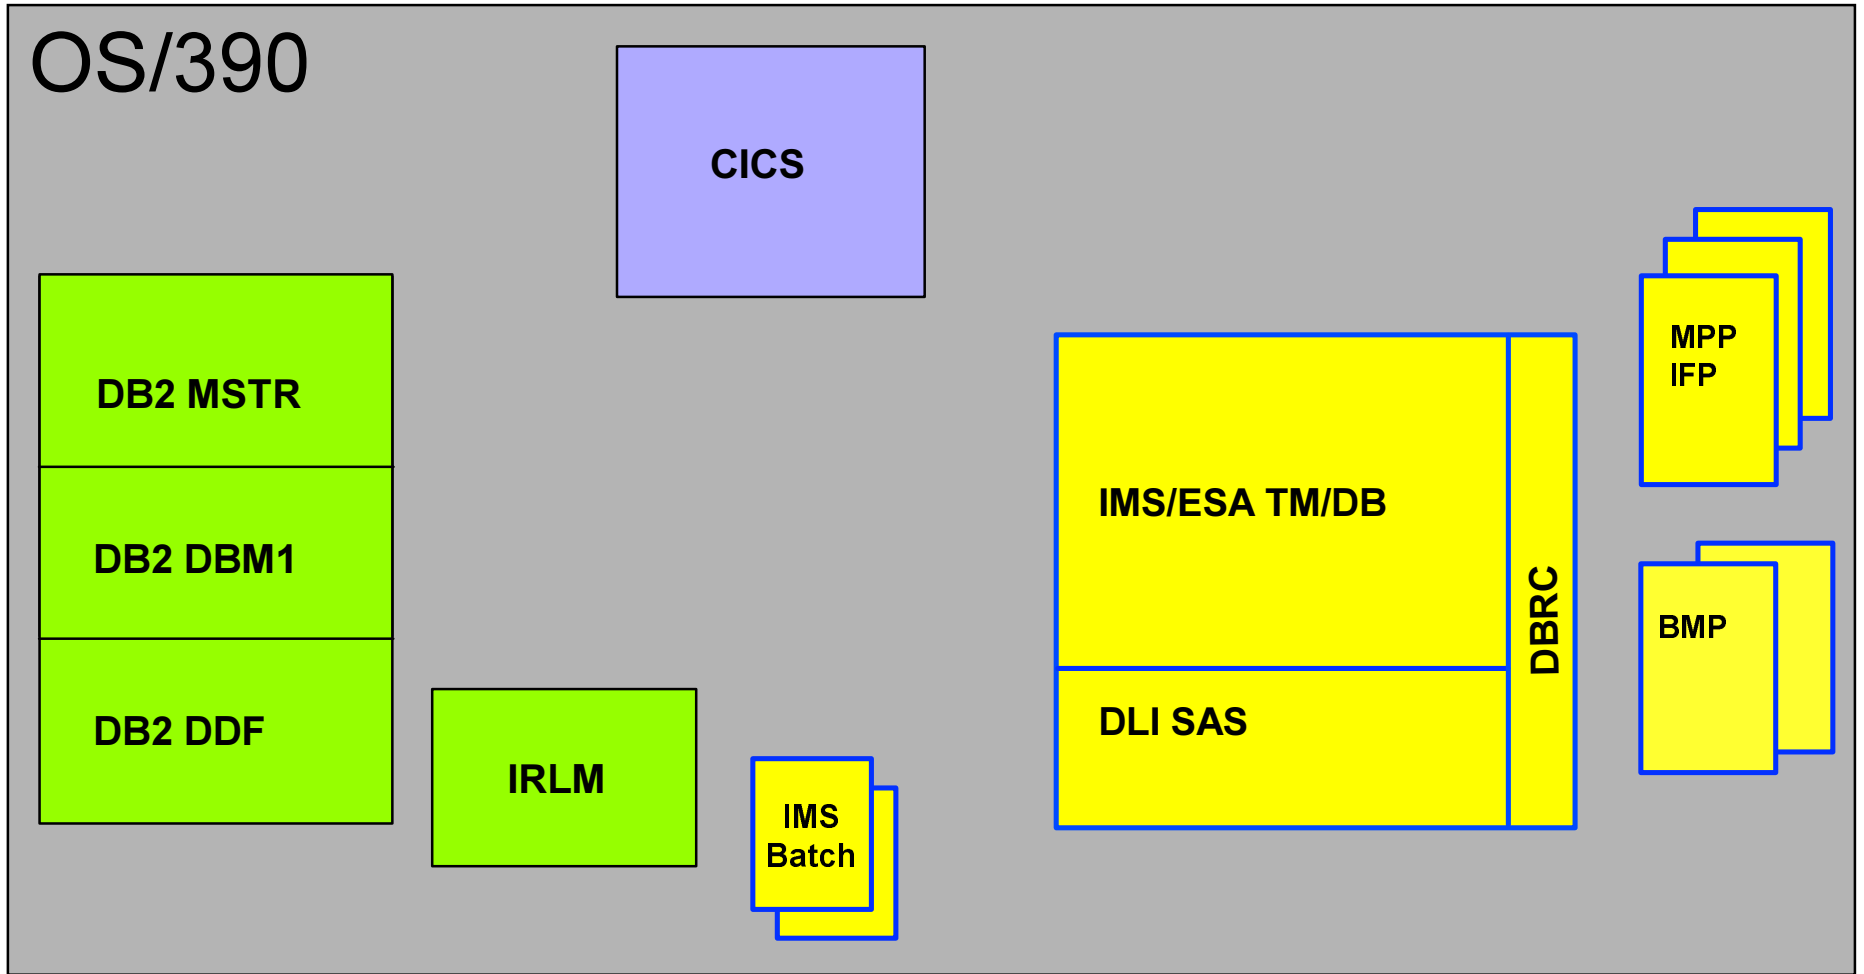 OS/390
CICS
DB2 MSTR
DB2 DBM1
DB2 DDF
IRLM
IMS
Batch
IMS/ESA TM/DB
DLI SAS
DBRC
MPP
IFP
BMP